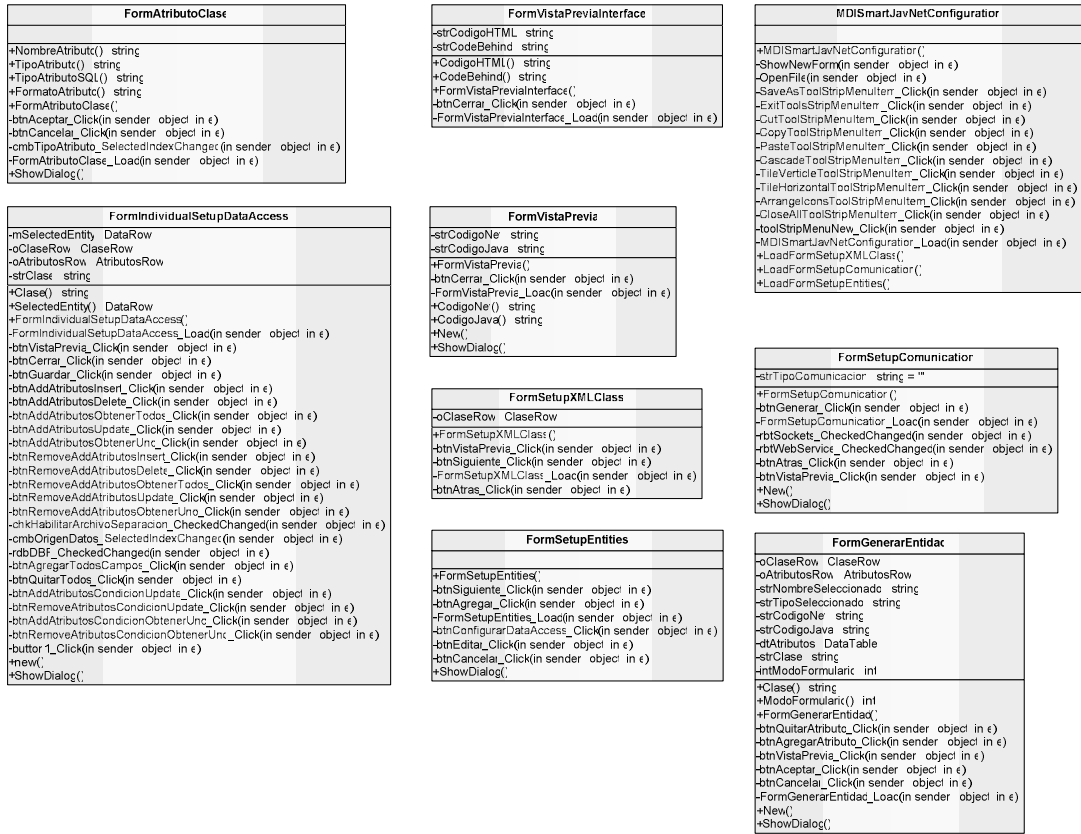 FormAtributoClase
+NombreAtributo() string
+TipoAtributo() string
+TipoAtributoSQL() string
+FormatoAtributo() string
+FormAtributoClase()
-btnAceptar_Click(in sender object in e)
-btnCancelar_Click(in sender object in e)
-cmbTipoAtributo_SelectedIndexChanged(in sender object in e)
-FormAtributoClase_Load(in sender object in e)
+ShowDialog()
FormIndividualSetupDataAccess
-mSelectedEntity DataRow
-oClaseRow ClaseRow
-oAtributosRow AtributosRow
-strClase string
+Clase() string
+SelectedEntity() DataRow
+FormIndividualSetupDataAccess()
-FormIndividualSetupDataAccess_Load(in sender object in e)
-btnVistaPrevia_Click(in sender object in e)
-btnCerrar_Click(in sender object in e)
-btnGuardar_Click(in sender object in e)
-btnAddAtributosInsert_Click(in sender object in e)
-btnAddAtributosDelete_Click(in sender object in e)
-btnAddAtributosObtenerTodos_Click(in sender object in e)
-btnAddAtributosUpdate_Click(in sender object in e)
-btnAddAtributosObtenerUno_Click(in sender object in e)
-btnRemoveAddAtributosInsert_Click(in sender object in e)
-btnRemoveAddAtributosDelete_Click(in sender object in e)
-btnRemoveAddAtributosObtenerTodos_Click(in sender object in e)
-btnRemoveAddAtributosUpdate_Click(in sender object in e)
-btnRemoveAddAtributosObtenerUno_Click(in sender object in e)
-chkHabilitarArchivoSeparacion_CheckedChanged(in sender object in e)
-cmbOrigenDatos_SelectedIndexChanged(in sender object in e)
-rdbDBF_CheckedChanged(in sender object in e)
-btnAgregarTodosCampos_Click(in sender object in e)
-btnQuitarTodos_Click(in sender object in e)
-btnAddAtributosCondicionUpdate_Click(in sender object in e)
-btnRemoveAtributosCondicionUpdate_Click(in sender object in e)
-btnAddAtributosCondicionObtenerUno_Click(in sender object in e)
-btnRemoveAtributosCondicionObtenerUno_Click(in sender object in e)
-button1_Click(in sender object in e)
+new()
+ShowDialog()
FormVistaPreviaInterface
-strCodigoHTML string
-strCodeBehind string
+CodigoHTML() string
+CodeBehind() string
+FormVistaPreviaInterface()
-btnCerrar_Click(in sender object in e)
-FormVistaPreviaInterface_Load(in sender object in e)
FormVistaPrevia
-strCodigoNet string
-strCodigoJava string
+FormVistaPrevia()
-btnCerrar_Click(in sender object in e)
-FormVistaPrevia_Load(in sender object in e)
+CodigoNet() string
+CodigoJava() string
+New()
+ShowDialog()
FormSetupXMLClass
-oClaseRow ClaseRow
+FormSetupXMLClass()
-btnVistaPrevia_Click(in sender object in e)
-btnSiguiente_Click(in sender object in e)
-FormSetupXMLClass_Load(in sender object in e)
-btnAtras_Click(in sender object in e)
FormSetupEntities
+FormSetupEntities()
-btnSiguiente_Click(in sender object in e)
-btnAgregar_Click(in sender object in e)
-FormSetupEntities_Load(in sender object in e)
-btnConfigurarDataAccess_Click(in sender object in e)
-btnEditar_Click(in sender object in e)
-btnCancelar_Click(in sender object in e)
+ShowDialog()
MDISmartJavNetConfiguration
+MDISmartJavNetConfiguration()
-ShowNewForm(in sender object in e)
-OpenFile(in sender object in e)
-SaveAsToolStripMenuItem_Click(in sender object in e)
-ExitToolsStripMenuItem_Click(in sender object in e)
-CutToolStripMenuItem_Click(in sender object in e)
-CopyToolStripMenuItem_Click(in sender object in e)
-PasteToolStripMenuItem_Click(in sender object in e)
-CascadeToolStripMenuItem_Click(in sender object in e)
-TileVerticleToolStripMenuItem_Click(in sender object in e)
-TileHorizontalToolStripMenuItem_Click(in sender object in e)
-ArrangeIconsToolStripMenuItem_Click(in sender object in e)
-CloseAllToolStripMenuItem_Click(in sender object in e)
-toolStripMenuNew_Click(in sender object in e)
-MDISmartJavNetConfiguration_Load(in sender object in e)
+LoadFormSetupXMLClass()
+LoadFormSetupComunication()
+LoadFormSetupEntities()
FormSetupComunication
-strTipoComunicacion string = ""
+FormSetupComunication()
-btnGenerar_Click(in sender object in e)
-FormSetupComunication_Load(in sender object in e)
-rbtSockets_CheckedChanged(in sender object in e)
-rbtWebService_CheckedChanged(in sender object in e)
-btnAtras_Click(in sender object in e)
-btnVistaPrevia_Click(in sender object in e)
+New()
+ShowDialog()
FormGenerarEntidad
-oClaseRow ClaseRow
-oAtributosRow AtributosRow
-strNombreSeleccionado string
-strTipoSeleccionado string
-strCodigoNet string
-strCodigoJava string
-dtAtributos DataTable
-strClase string
-intModoFormulario int
+Clase() string
+ModoFormulario() int
+FormGenerarEntidad()
-btnQuitarAtributo_Click(in sender object in e)
-btnAgregarAtributo_Click(in sender object in e)
-btnVistaPrevia_Click(in sender object in e)
-btnAceptar_Click(in sender object in e)
-btnCancelar_Click(in sender object in e)
-FormGenerarEntidad_Load(in sender object in e)
+New()
+ShowDialog()